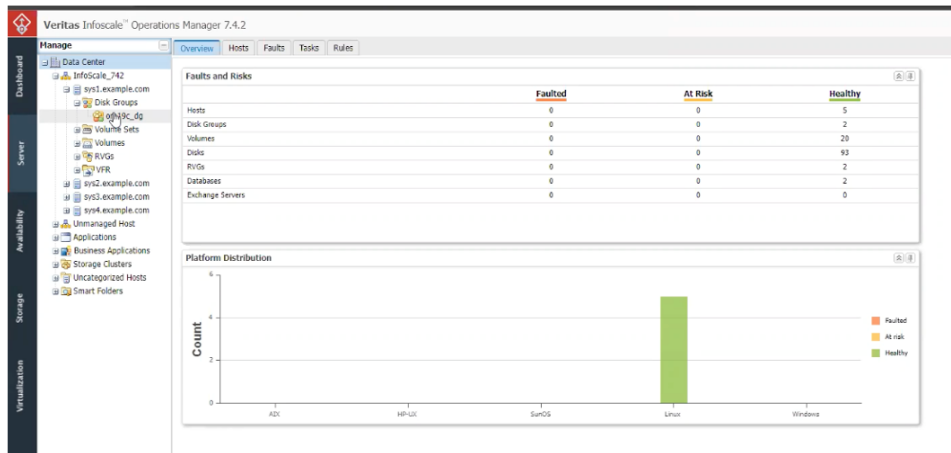 Veritas Infoscale™ Operations Manager 7.4.2
Dashboard
Server
Availability
Storage
Virtualization
Manage
Data Center
InfoScale_742
sys1.example.com
Disk Groups
Volume Sets
Volumes
RVGs
VFR
sys2.example.com
sys3.example.com
sys4.example.com
Unmanaged Host
Applications
Business Applications
Storage Clusters
Uncategorized Hosts
Smart Folders
Overview Hosts Faults Tasks Rules
Faults and Risks
Faulted At Risk Healthy
Hosts 0 0 5
Disk Groups 0 0 2
Volumes 0 0 20
Disks 0 0 93
RVGs 0 0 2
Databases 0 0 2
Exchange Servers 0 0 0
Platform Distribution
Count
6
4
2
0
AIX HP-UX SunOS Linux Windows
Faulted
At risk
Healthy